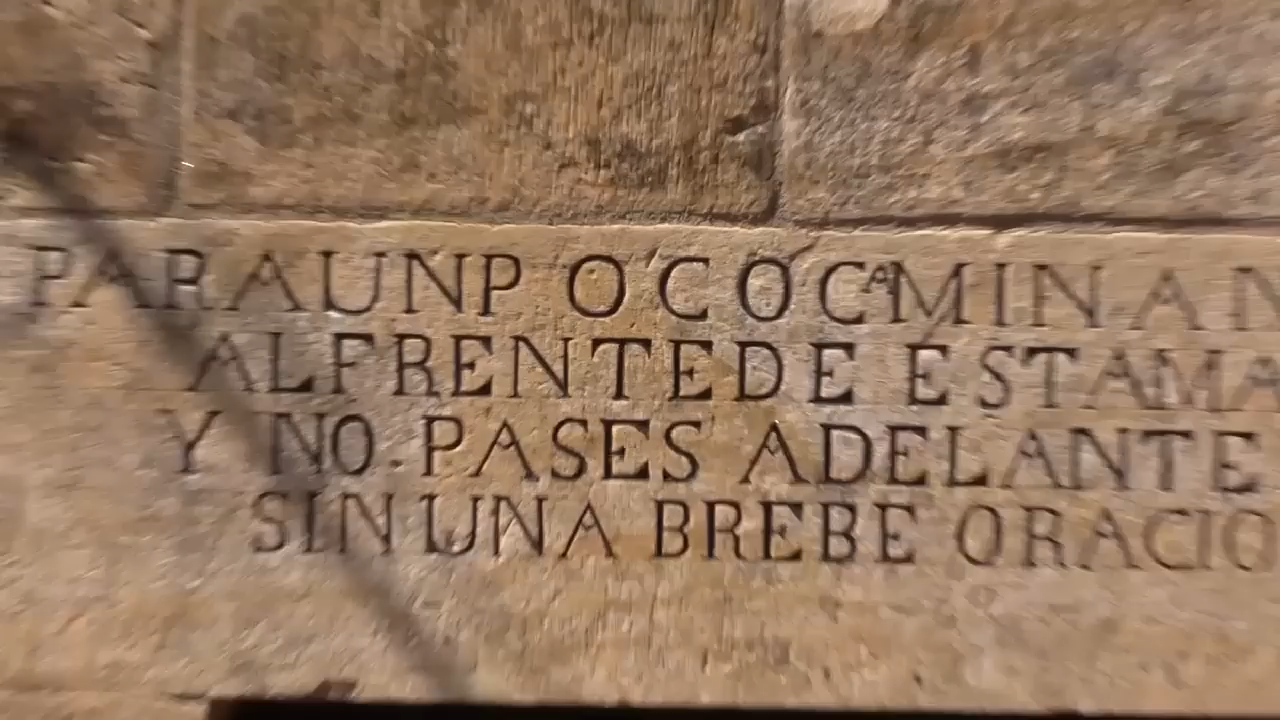 PARA UN POCO CAMINAN
AL FRENTE DE ESTA MA
Y NO. PASES ADELANTE
SIN UNA BREBE ORACIO